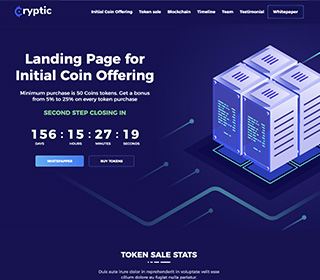 Cryptic
Initial Coin Offering Token sale Blockchain Timeline Team Testimonial Whitepaper
Landing Page for
Initial Coin Offering
Minimum purchase is 50 Coins tokens. Get a bonus
from 5% to 25% on every token purchase
SECOND STEP CLOSING IN
156 : 15 : 27 : 19
DAYS HOURS MINUTES SECONDS
WHITEPAPPER
BUY TOKENS
TOKEN SALE STATS
Duis aute irure dolor in reprehenderit in voluptate velit esse
cillum dolore eu fugiat nulla pariatur.